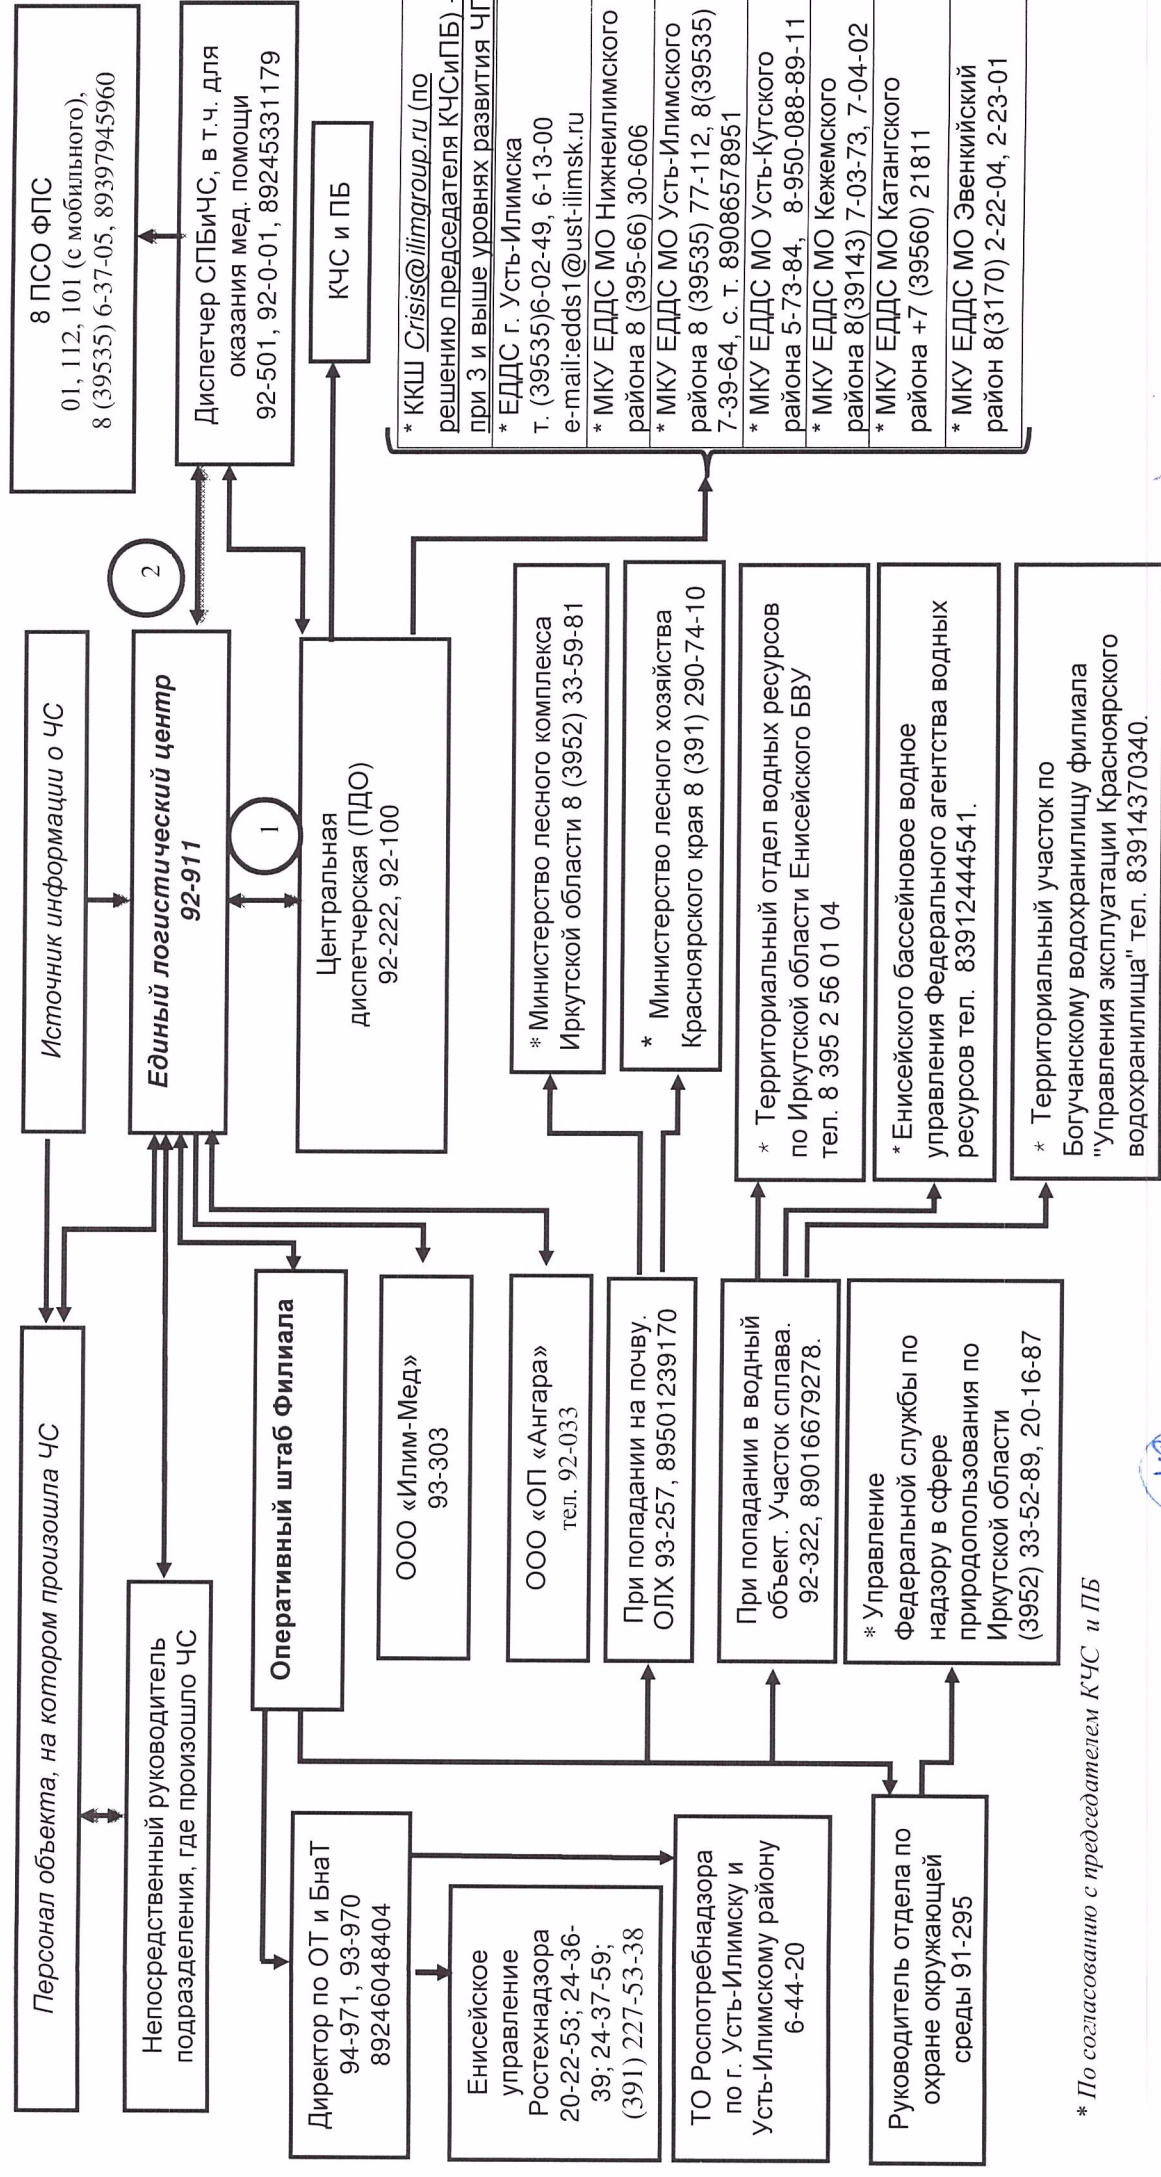 Персонал объекта, на котором произошла ЧС
Источник информации о ЧС
8 ПСО ФПС
01, 112, 101 (с мобильного),
8 (39535) 6-37-05, 89397945960
Непосредственный руководитель
подразделения, где произошло ЧС
Единый логистический центр
92-911
2
Диспетчер СПБиЧС, в т.ч. для
оказания мед. помощи
92-501, 92-0-01, 89245331179
1
Оперативный штаб Филиала
Центральная
диспетчерская (ПДО)
92-222, 92-100
КЧС и ПБ
Директор по ОТ и БнаТ
94-971, 93-970
89246048404
ООО «Илим-Мед»
93-303
Енисейское
управление
Ростехнадзора
20-22-53; 24-36-
39; 24-37-59;
(391) 227-53-38
ООО «ОП «Ангара»
тел. 92-033
ТО Роспотребнадзора
по г. Усть-Илимску и
Усть-Илимскому району
6-44-20
При попадании на почву.
ОЛХ 93-257, 89501239170
При попадании в водный
объект. Участок сплава.
92-322, 89016679278.
Руководитель отдела по
охране окружающей
среды 91-295
* Управление
Федеральной службы по
надзору в сфере
природопользования по
Иркутской области
(3952) 33-52-89, 20-16-87
* Министерство лесного комплекса
Иркутской области 8 (3952) 33-59-81
* Министерство лесного хозяйства
Красноярского края 8 (391) 290-74-10
* Территориальный отдел водных ресурсов
по Иркутской области Енисейского БВУ
тел. 8 395 2 56 01 04
* Енисейского бассейновое водное
управления Федерального агентства водных
ресурсов тел. 83912444541.
* Территориальный участок по
Богучанскому водохранилищу филиала
"Управления эксплуатации Красноярского
водохранилища" тел. 83914370340.
* ККШ Crisis@ilimgroup.ru (по
решению председателя КЧСиПБ) -
при 3 и выше уровнях развития ЧП
* ЕДДС г. Усть-Илимска
т. (39535)6-02-49, 6-13-00
e-mail:edds1@ust-ilimsk.ru
* МКУ ЕДДС МО Нижнеилимского
района 8 (395-66) 30-606
* МКУ ЕДДС МО Усть-Илимского
района 8 (39535) 77-112, 8(39535)
7-39-64, с. т. 89086578951
* МКУ ЕДДС МО Усть-Кутского
района 5-73-84, 8-950-088-89-11
* МКУ ЕДДС МО Кежемского
района 8(39143) 7-03-73, 7-04-02
* МКУ ЕДДС МО Катангского
района +7 (39560) 21811
* МКУ ЕДДС МО Эвенкийский
район 8(3170) 2-22-04, 2-23-01
* По согласованию с председателем КЧС и ПБ